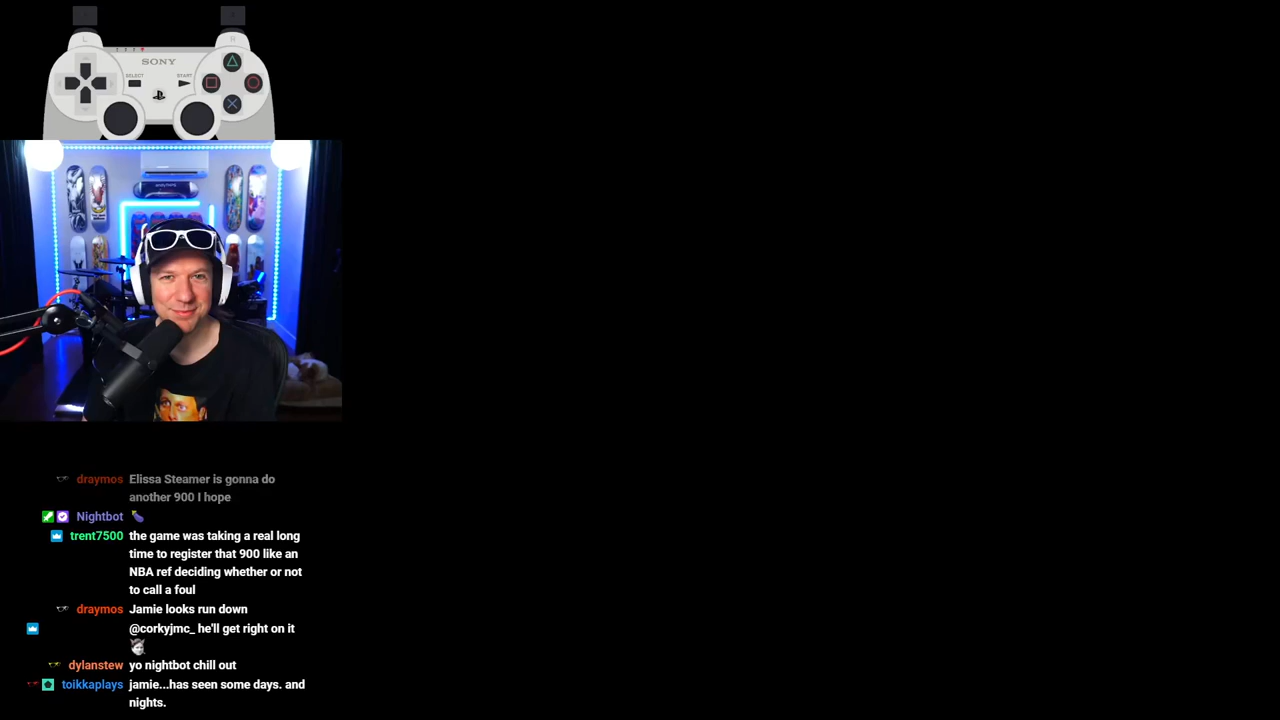 L
R
SONY
SELECT
START
draymos Elissa Steamer is gonna do
another 900 I hope
Nightbot
trent7500 the game was taking a real long
time to register that 900 like an
NBA ref deciding whether or not
to call a foul
draymos Jamie looks run down
@corkyjmc_ he'll get right on it
dylanstew yo nightbot chill out
toikkaplays jamie...has seen some days. and
nights.